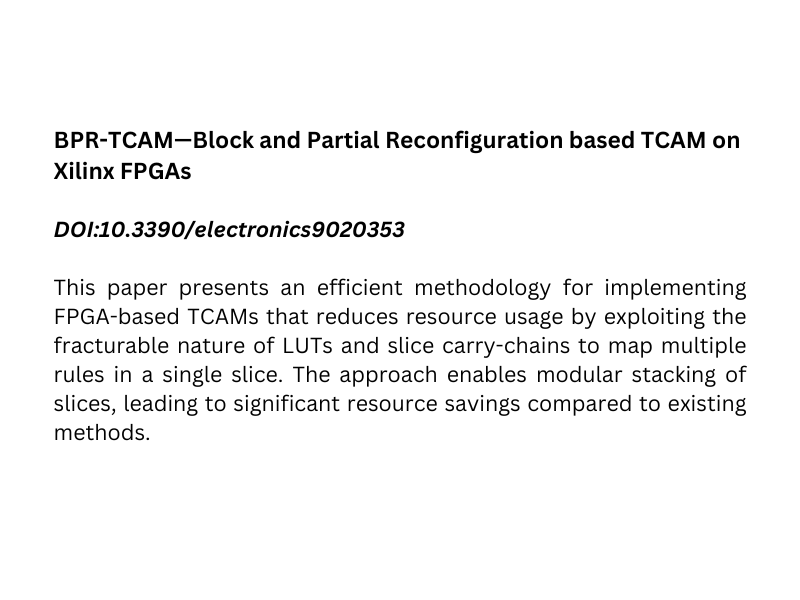 BPR-TCAM—Block and Partial Reconfiguration based TCAM on
Xilinx FPGAs
DOI:10.3390/electronics9020353
This paper presents an efficient methodology for implementing
FPGA-based TCAMs that reduces resource usage by exploiting the
fracturable nature of LUTs and slice carry-chains to map multiple
rules in a single slice. The approach enables modular stacking of
slices, leading to significant resource savings compared to existing
methods.